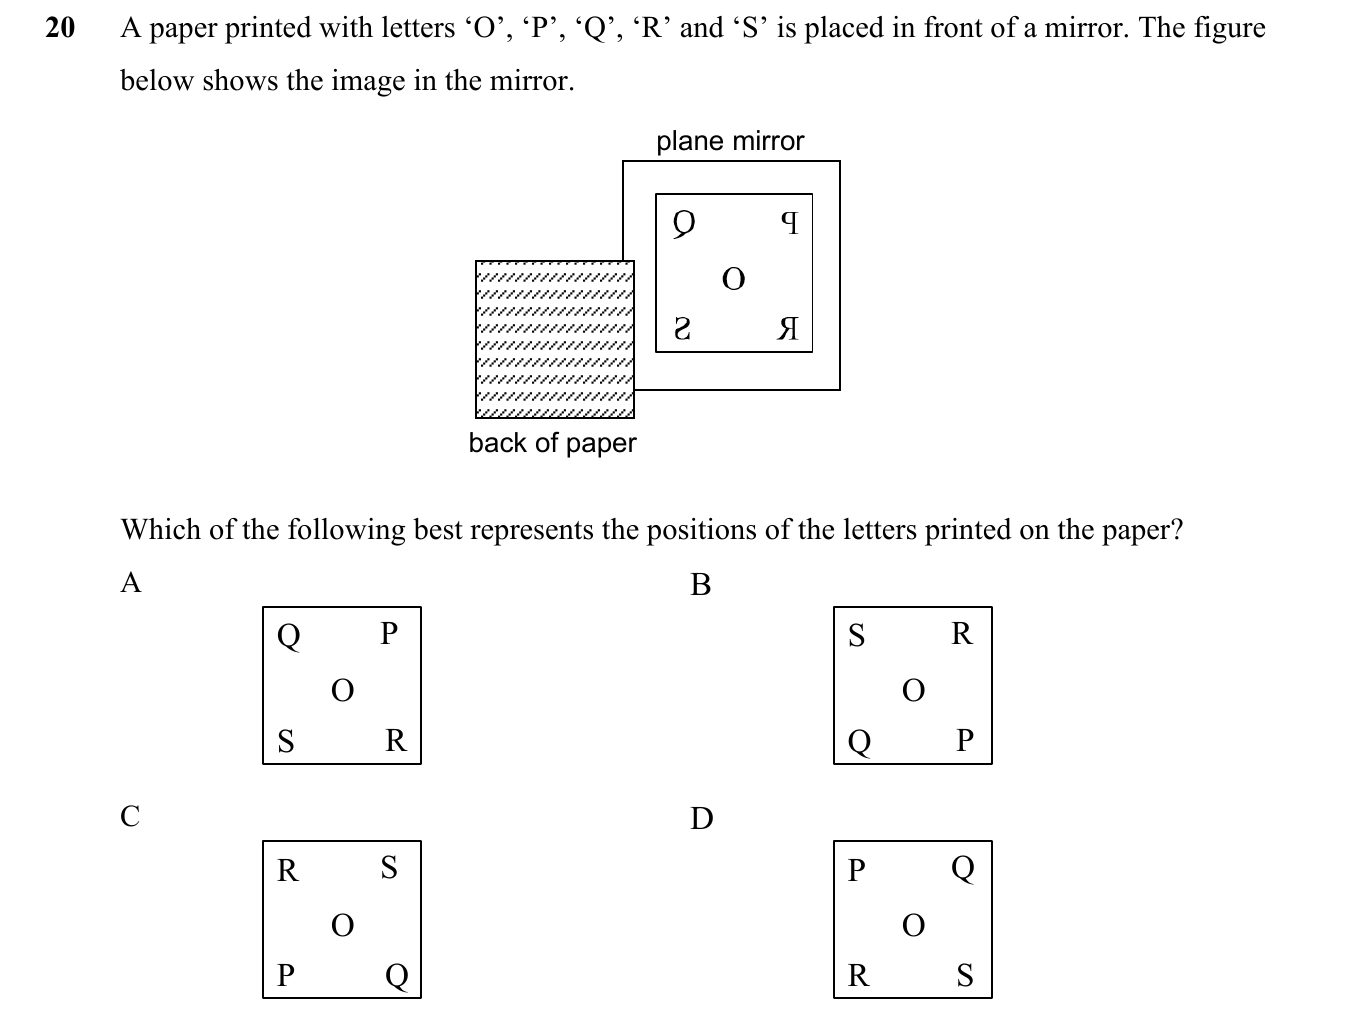 20 A paper printed with letters ‘O’, ‘P’, ‘Q’, ‘R’ and ‘S’ is placed in front of a mirror. The figure
below shows the image in the mirror.
plane mirror
Q P
O
S R
back of paper
Which of the following best represents the positions of the letters printed on the paper?
A
Q P
O
S R
B
S R
O
Q P
C
R S
O
P Q
D
P Q
O
R S